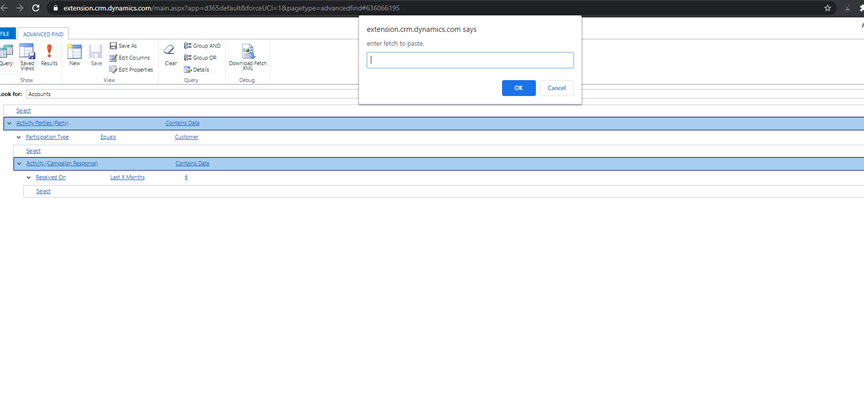 extension.crm.dynamics.com/main.aspx?app=d365default&forceUCI=1&pagetype=advancedfind#636066195
extension.crm.dynamics.com says
enter fetch to paste.
OK
Cancel
FILE
ADVANCED FIND
Query
Saved Views
Results
Show
New
Save
Save As
Edit Columns
Edit Properties
View
Clear
Group AND
Group OR
Details
Query
Download Fetch XML
Debug
Look for:
Accounts
Select
Activity Parties (Party)
Contains Data
Participation Type
Equals
Customer
Select
Activity (Campaign Response)
Contains Data
Received On
Last X Months
6
Select